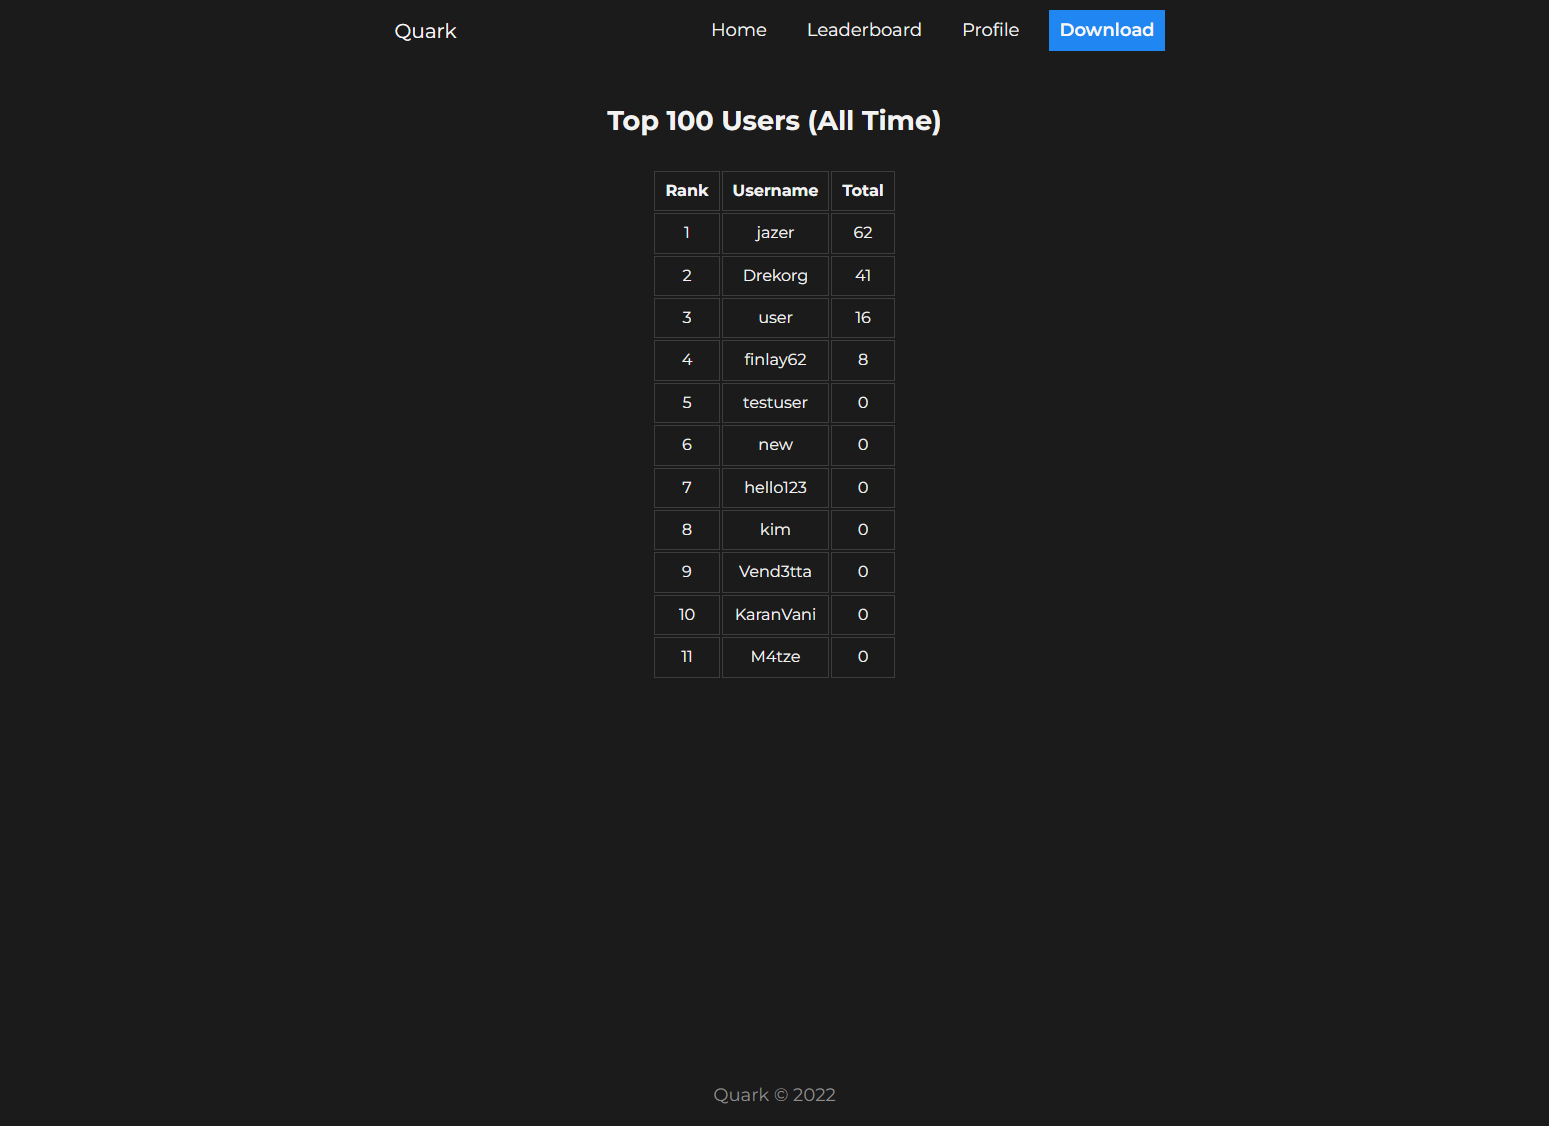 Quark Home Leaderboard Profile Download
Top 100 Users (All Time)
Rank Username Total
1 jazer 62
2 Drekorg 41
3 user 16
4 finlay62 8
5 testuser 0
6 new 0
7 hello123 0
8 kim 0
9 Vend3tta 0
10 KaranVani 0
11 M4tze 0
Quark © 2022